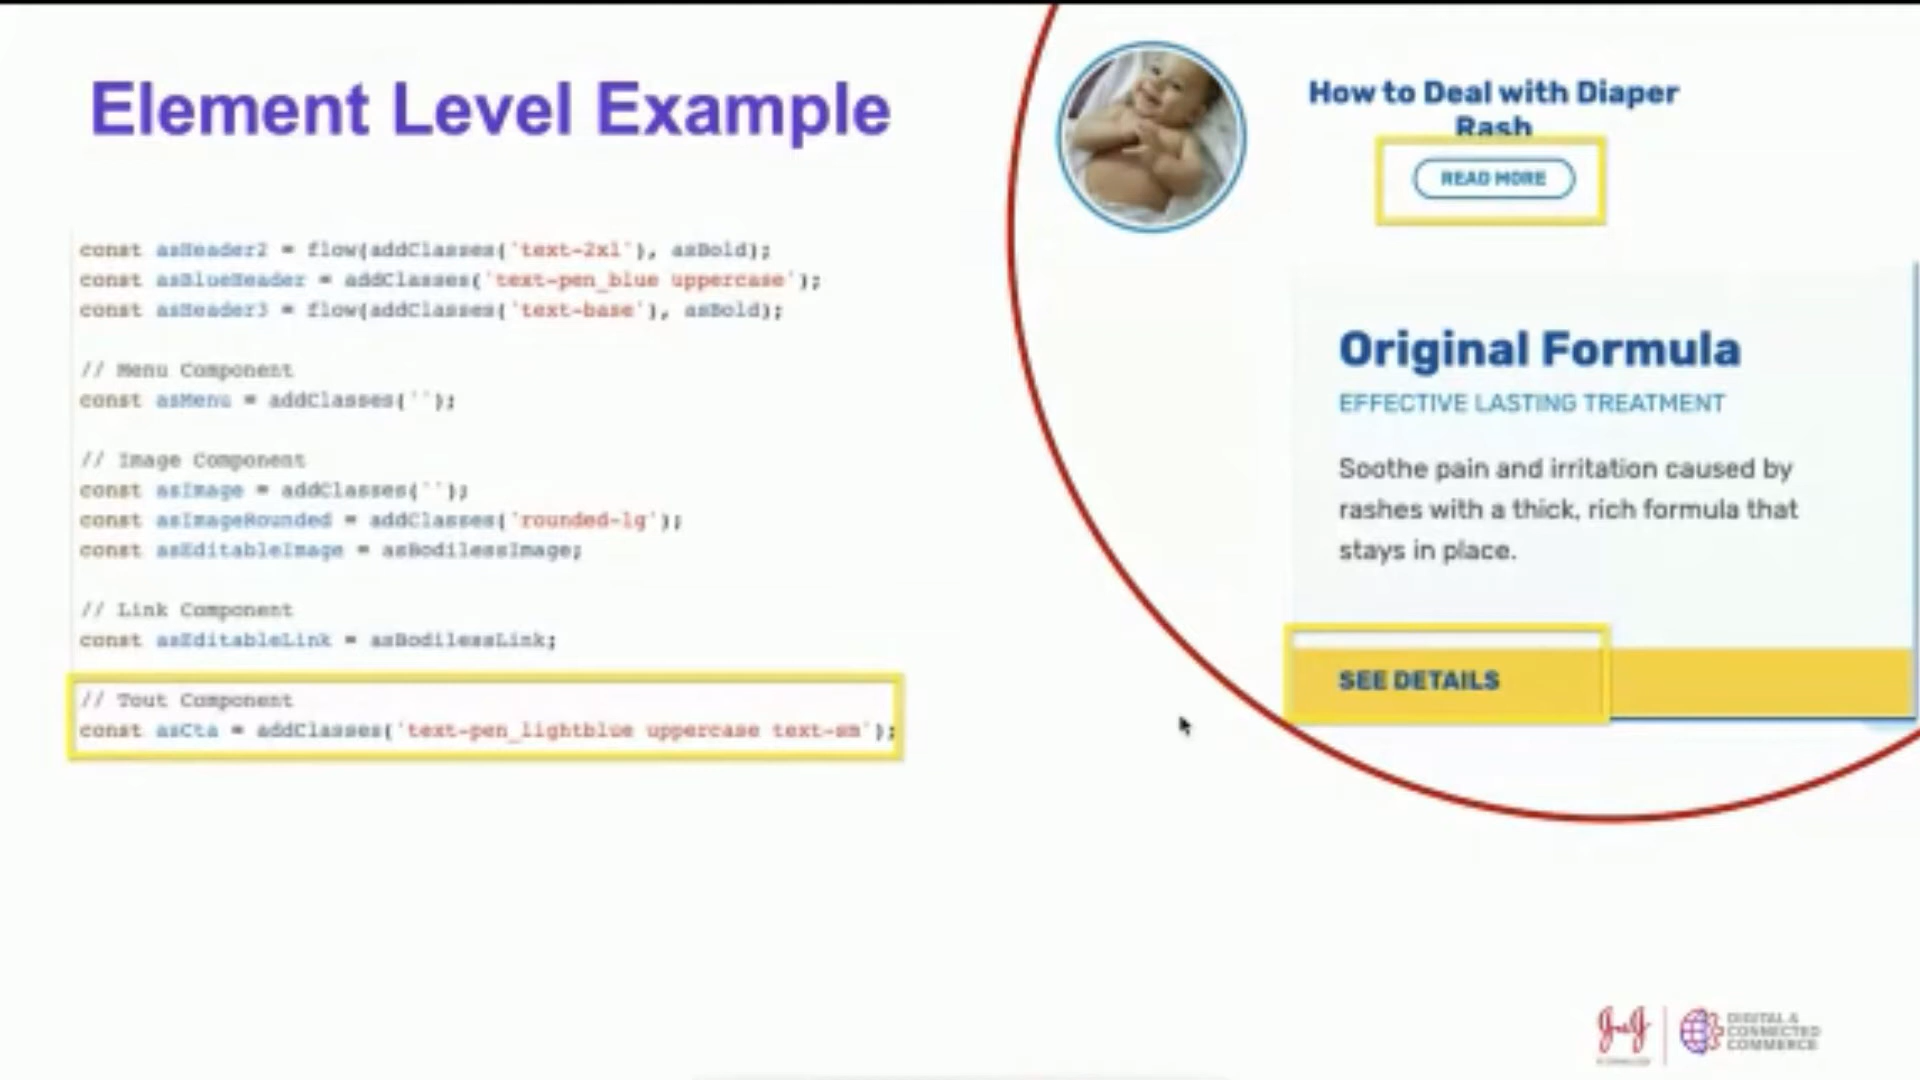 Element Level Example
const asHeader2 = flow(addClasses('text-2xl'), asBold);
const asBlueHeader = addClasses('text-pen_blue uppercase');
const asHeader3 = flow(addClasses('text-base'), asBold);
// Menu Component
const asMenu = addClasses('');
// Image Component
const asImage = addClasses('');
const asImageRounded = addClasses('rounded-lg');
const asEditableImage = asBodilessImage;
// Link Component
const asEditableLink = asBodilessLink;
// Tout Component
const asCta = addClasses('text-pen_lightblue uppercase text-sm');
How to Deal with Diaper
Rash
READ MORE
Original Formula
EFFECTIVE LASTING TREATMENT
Soothe pain and irritation caused by
rashes with a thick, rich formula that
stays in place.
SEE DETAILS
J&J
DIGITAL &
CONNECTED
COMMERCE